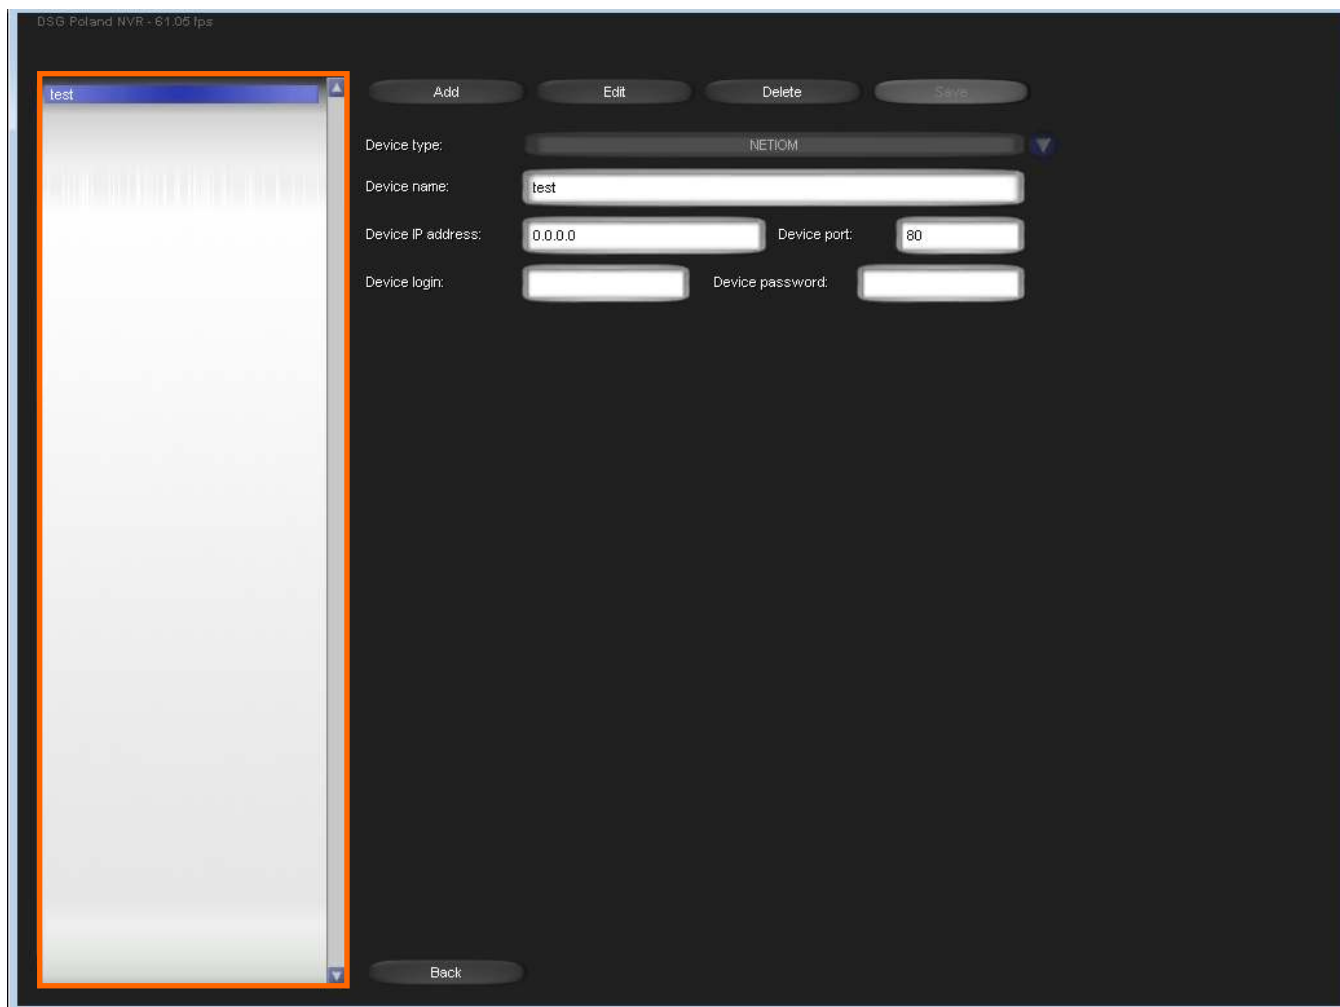 DSG Poland NVR - 61.05 fps
test
Add Edit Delete Save
Device type: NETIOM
Device name: test
Device IP address: 0.0.0.0 Device port: 80
Device login: Device password:
Back